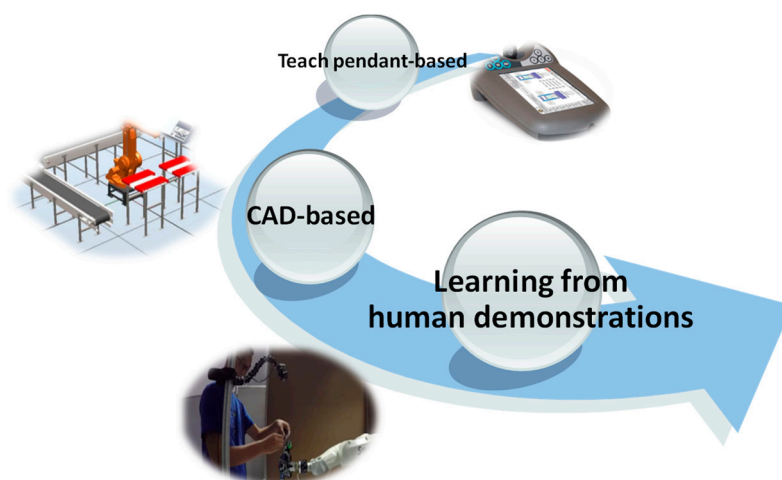 Teach pendant-based
CAD-based
Learning from
human demonstrations